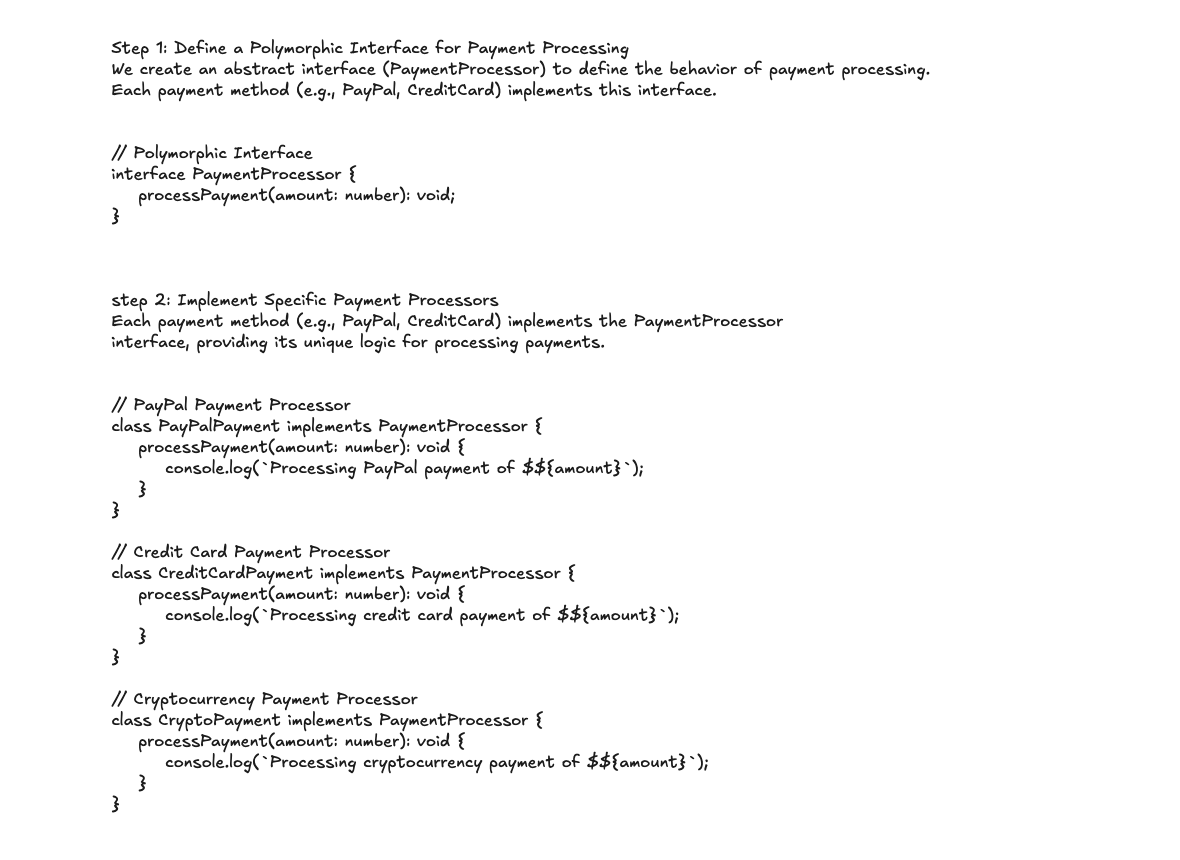 Step 1: Define a Polymorphic Interface for Payment Processing
We create an abstract interface (PaymentProcessor) to define the behavior of payment processing.
Each payment method (e.g., PayPal, CreditCard) implements this interface.
// Polymorphic Interface
interface PaymentProcessor {
processPayment(amount: number): void;
}
step 2: Implement Specific Payment Processors
Each payment method (e.g., PayPal, CreditCard) implements the PaymentProcessor
interface, providing its unique logic for processing payments.
// PayPal Payment Processor
class PayPalPayment implements PaymentProcessor {
processPayment(amount: number): void {
console.log(`Processing PayPal payment of $${amount}`);
}
}
// Credit Card Payment Processor
class CreditCardPayment implements PaymentProcessor {
processPayment(amount: number): void {
console.log(`Processing credit card payment of $${amount}`);
}
}
// Cryptocurrency Payment Processor
class CryptoPayment implements PaymentProcessor {
processPayment(amount: number): void {
console.log(`Processing cryptocurrency payment of $${amount}`);
}
}